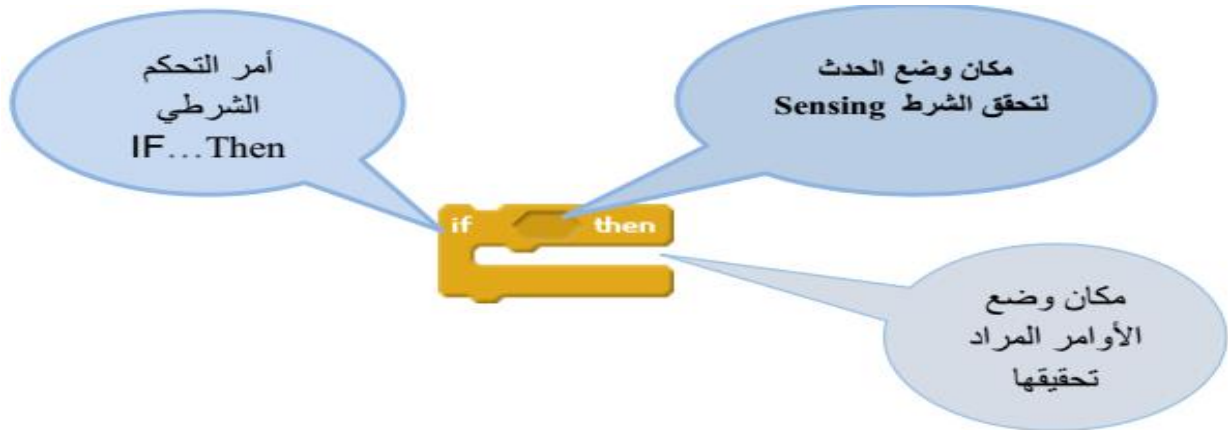 أمر التحكم
الشرطي
IF...Then
مكان وضع الحدث
لتحقق الشرط Sensing
if then
مكان وضع
الأوامر المراد
تحقيقها